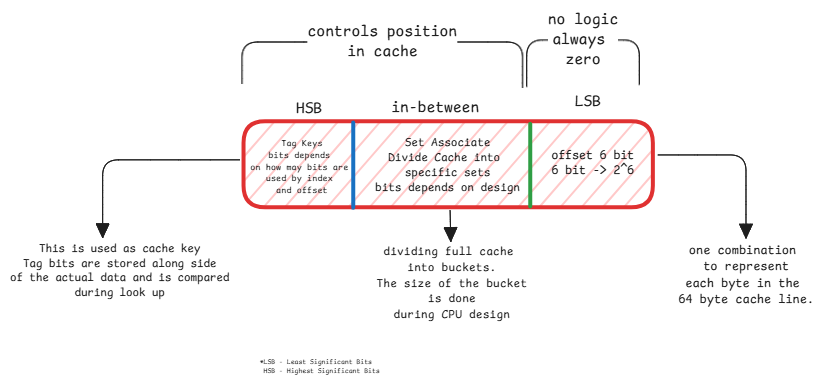 controls position
in cache
no logic
always
zero
HSB
in-between
LSB
Tag Keys
bits depends
on how may bits are
used by index
and offset
Set Associate
Divide Cache into
specific sets
bits depends on design
offset 6 bit
6 bit -> 2^6
This is used as cache key
Tag bits are stored along side
of the actual data and is compared
during look up
dividing full cache
into buckets.
The size of the bucket
is done
during CPU design
one combination
to represent
each byte in the
64 byte cache line.
*LSB - Least Significant Bits
HSB - Highest Significant Bits